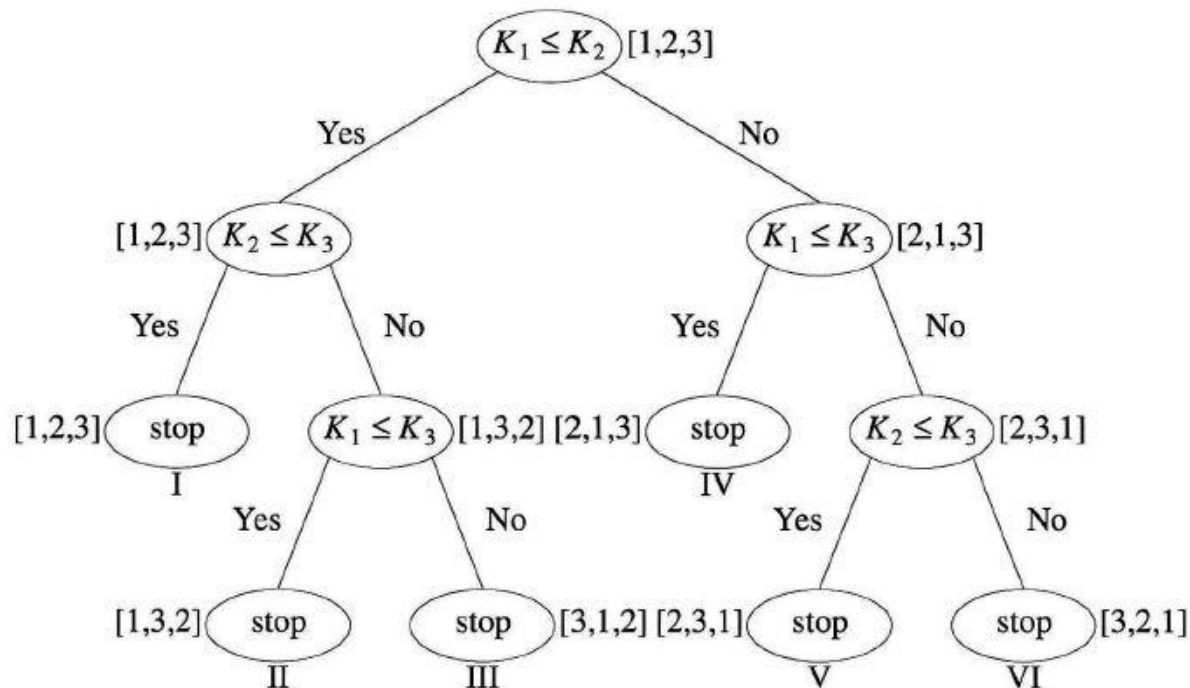 K₁ ≤ K₂ [1,2,3]
Yes No
[1,2,3] K₂ ≤ K₃ K₁ ≤ K₃ [2,1,3]
Yes No Yes No
[1,2,3] stop K₁ ≤ K₃ [1,3,2] [2,1,3] stop K₂ ≤ K₃ [2,3,1]
I IV
Yes No Yes No
[1,3,2] stop stop [3,1,2] [2,3,1] stop stop [3,2,1]
II III V VI